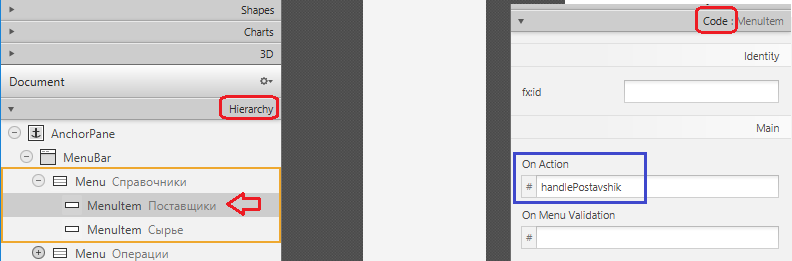 Shapes
Charts
3D
Document
Hierarchy
AnchorPane
MenuBar
Menu Справочники
MenuItem Поставщики
MenuItem Сырье
Menu Операции
Code : MenuItem
Identity
fx:id
Main
On Action
# handlePostavshik
On Menu Validation
#